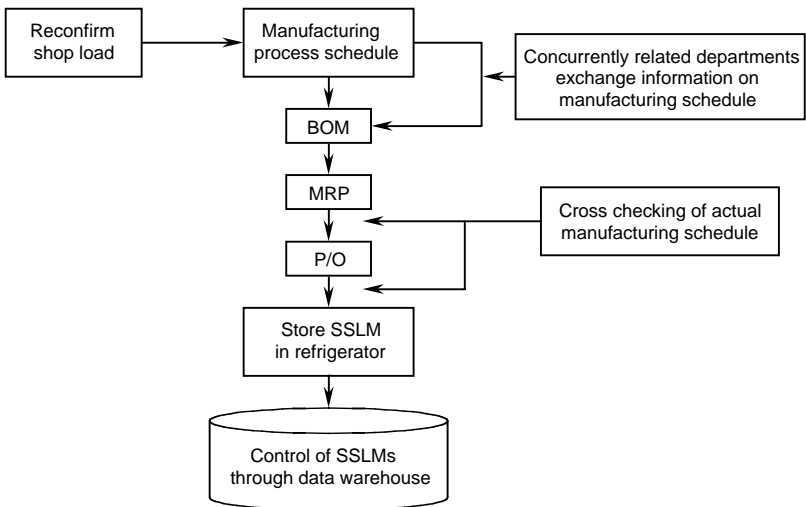 Reconfirm
shop load
Manufacturing
process schedule
Concurrently related departments
exchange information on
manufacturing schedule
BOM
MRP
Cross checking of actual
manufacturing schedule
P/O
Store SSLM
in refrigerator
Control of SSLMs
through data warehouse